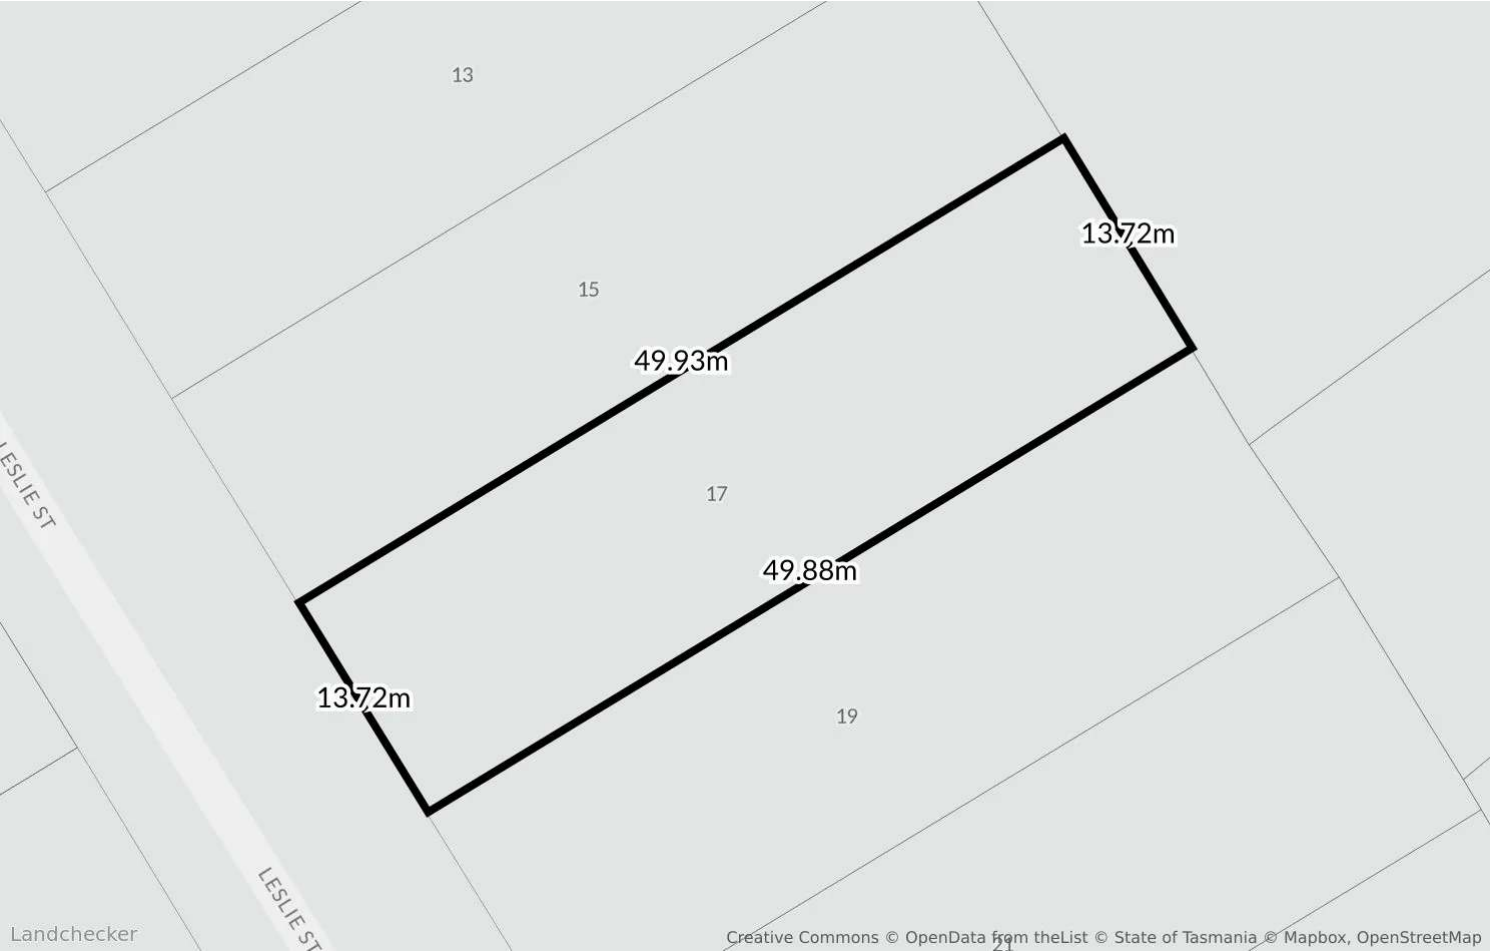 13
13.72m
15
49.93m
LESLIE ST
17
49.88m
13.72m
19
LESLIE ST
21
Landchecker
Creative Commons © OpenData from theList © State of Tasmania © Mapbox, OpenStreetMap